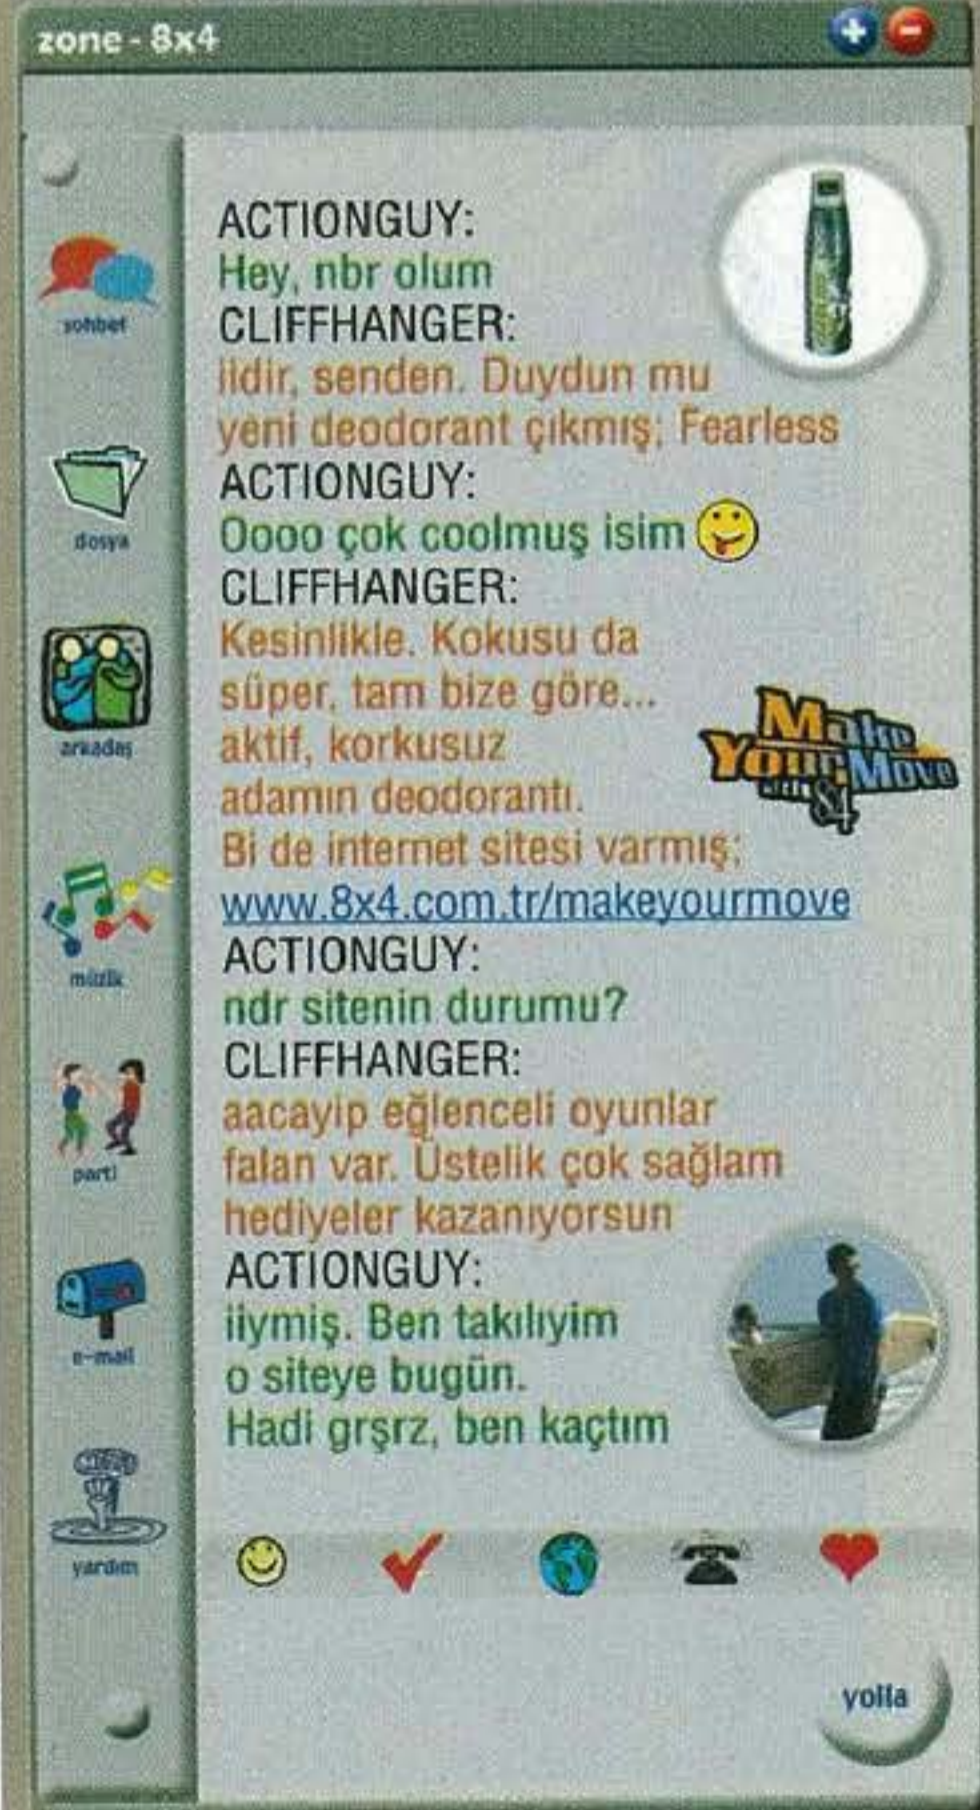 zone - 8x4
sohbet
dosya
arkadaş
müzik
parti
e-mail
yardım
ACTIONGUY:
Hey, nbr olum
CLIFFHANGER:
iidir, senden. Duydun mu
yeni deodorant çıkmış; Fearless
ACTIONGUY:
Oooo çok coolmuş isim
CLIFFHANGER:
Kesinlikle. Kokusu da
süper, tam bize göre...
aktif, korkusuz
adamın deodorantı.
Bi de internet sitesi varmış;
www.8x4.com.tr/makeyourmove
ACTIONGUY:
ndr sitenin durumu?
CLIFFHANGER:
aacayip eğlenceli oyunlar
falan var. Üstelik çok sağlam
hediyeler kazanıyorsun
ACTIONGUY:
iiymiş. Ben takılıyim
o siteye bugün.
Hadi grşrz, ben kaçtım
Make
Your Move
8x4
yolla